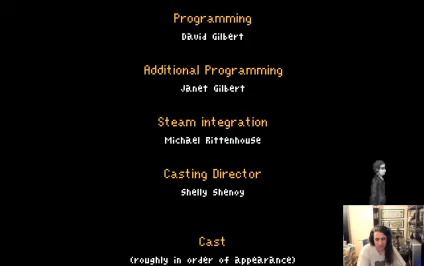 Programming
David Gilbert
Additional Programming
Janet Gilbert
Steam integration
Michael Rittenhouse
Casting Director
Shelly Shenoy
Cast
(roughly in order of appearance)